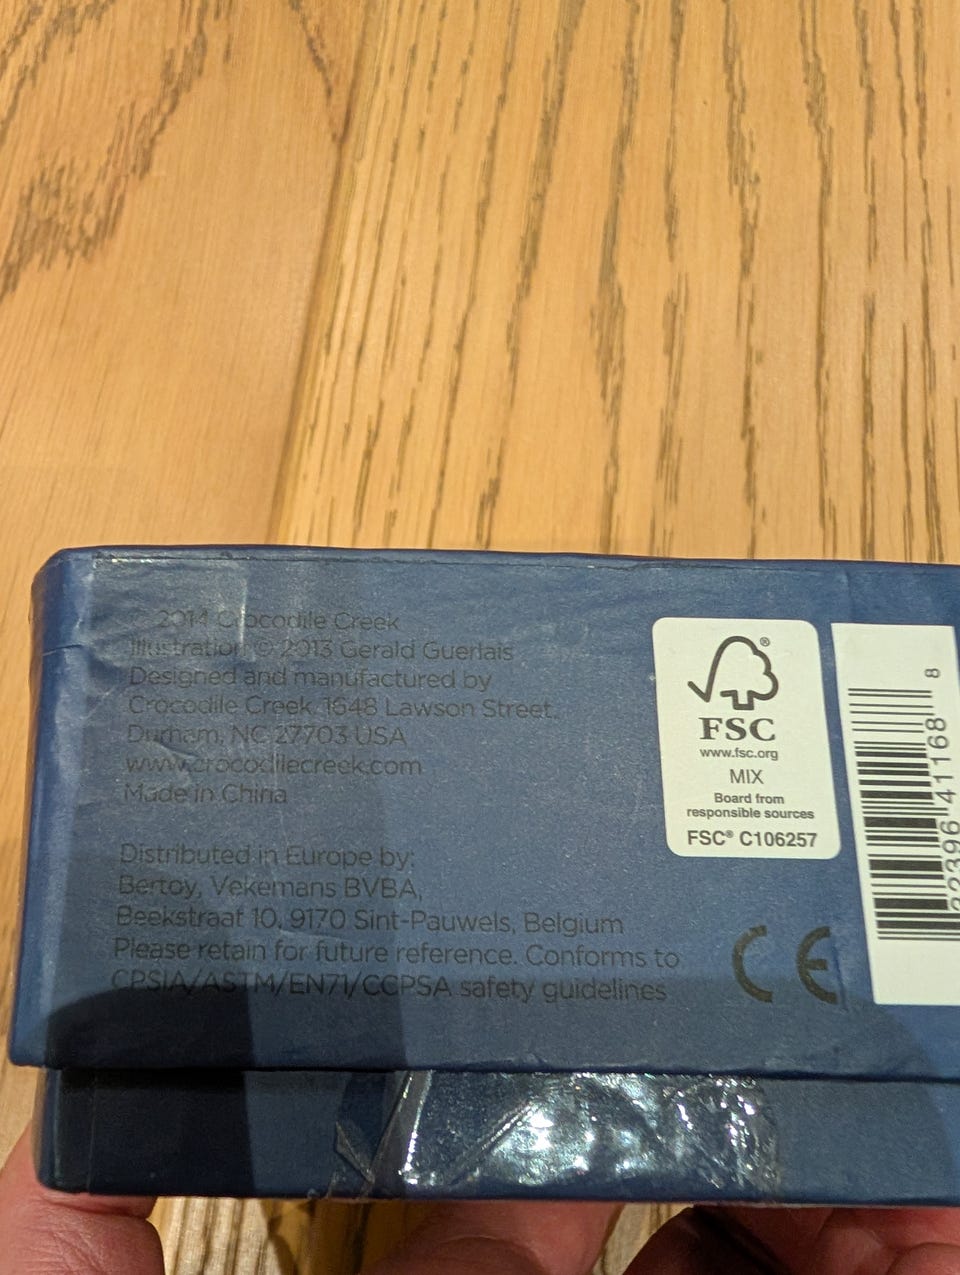 © 2014 Crocodile Creek
Illustration © 2013 Gerald Guerlais
Designed and manufactured by
Crocodile Creek, 1648 Lawson Street,
Durham, NC 27703 USA
www.crocodilecreek.com
Made in China
Distributed in Europe by:
Bertoy, Vekemans BVBA,
Beekstraat 10, 9170 Sint-Pauwels, Belgium
Please retain for future reference. Conforms to
CPSIA/ASTM/EN71/CCPSA safety guidelines
®
FSC
www.fsc.org
MIX
Board from
responsible sources
FSC® C106257
CE
22396 41168 8